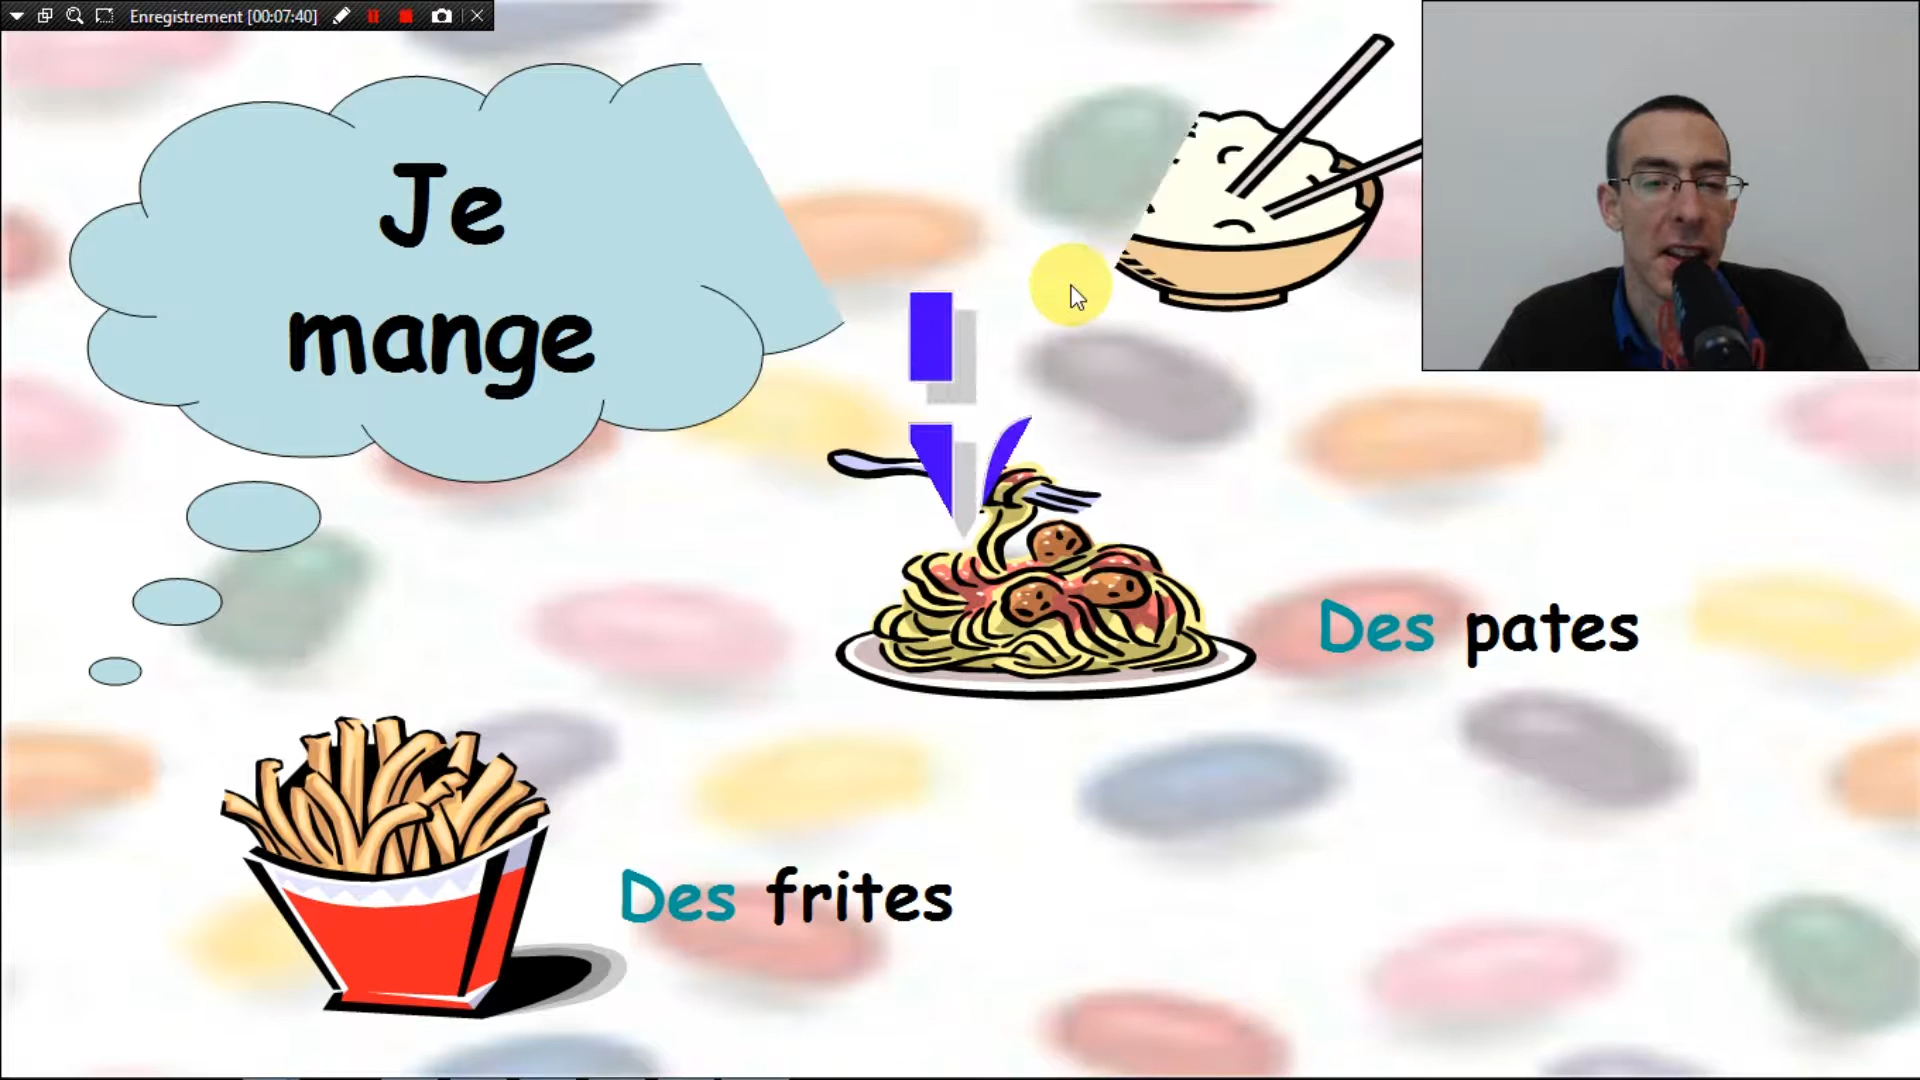 Enregistrement [00:07:40]
Je
mange
Des pates
Des frites